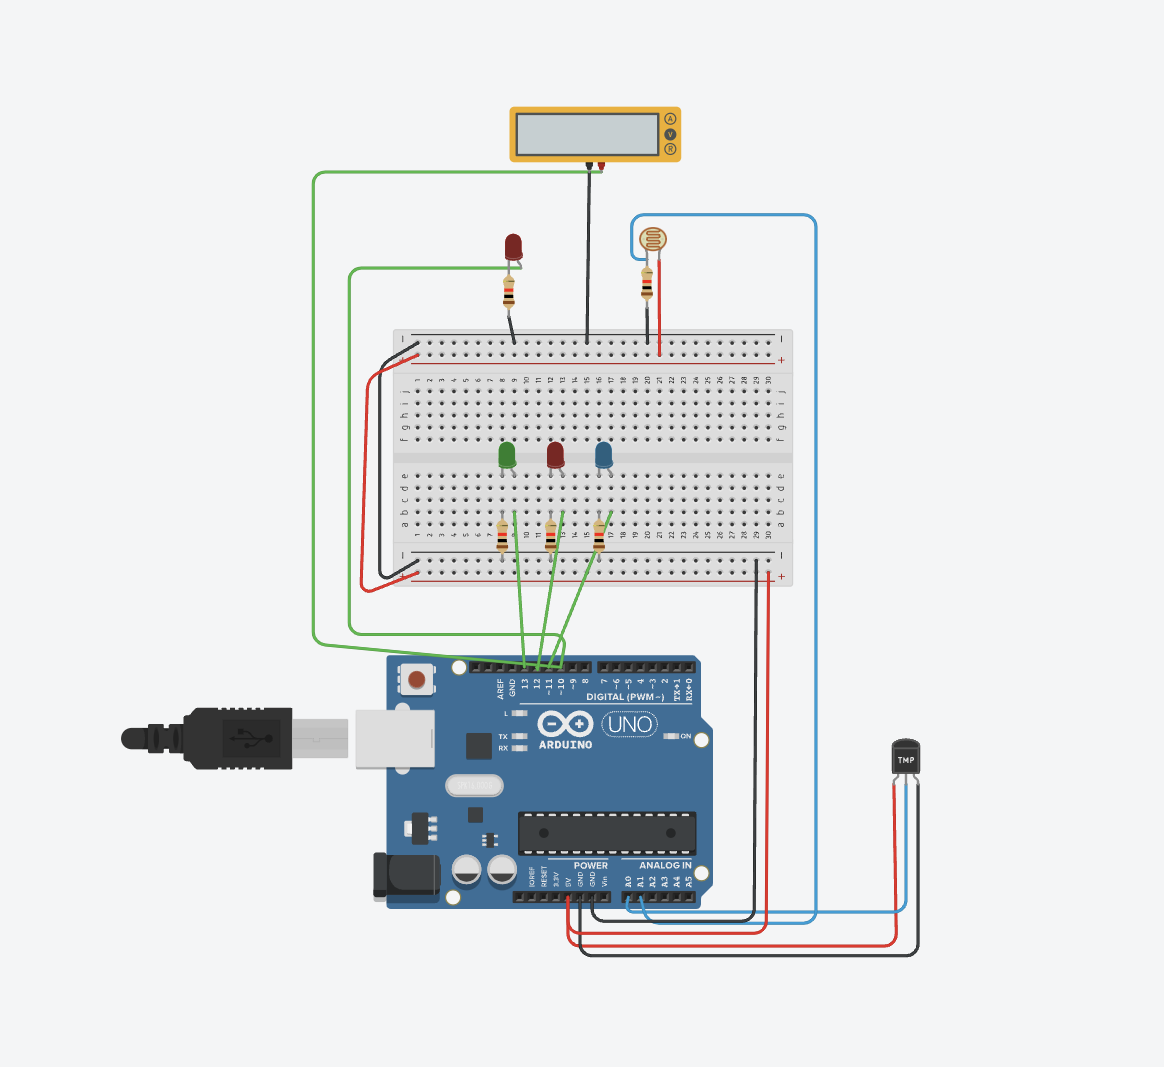 A
V
R
1 2 3 4 5 6 7 8 9 10 11 12 13 14 15 16 17 18 19 20 21 22 23 24 25 26 27 28 29 30
j
i
h
g
f
e
d
c
b
a
AREF
GND
13
12
~11
~10
~9
8
7
~6
~5
4
~3
2
TX→1
RX←0
DIGITAL (PWM~)
L
TX
RX
ARDUINO
UNO
ON
TMP
POWER
ANALOG IN
IOREF
RESET
3.3V
5V
GND
GND
Vin
A0
A1
A2
A3
A4
A5